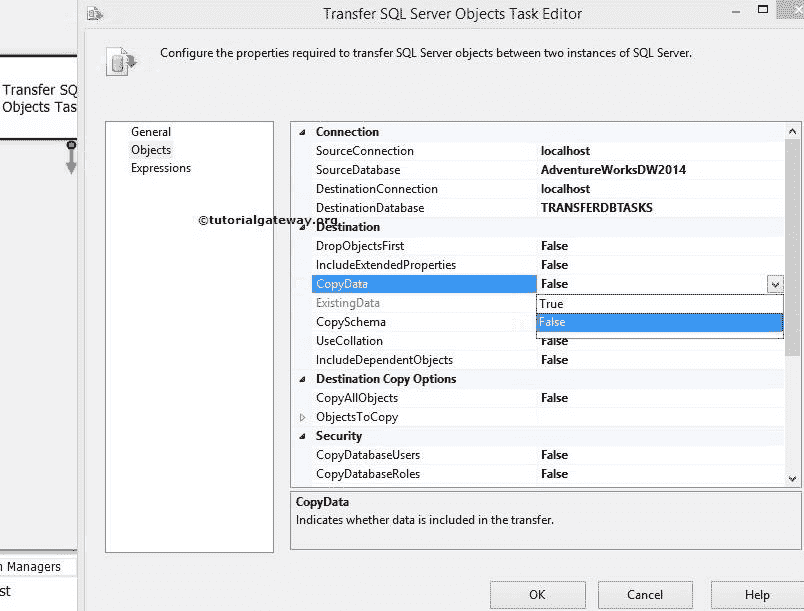 Transfer SQL Server Objects Task Editor
Configure the properties required to transfer SQL Server objects between two instances of SQL Server.
Transfer SQ
Objects Tas
General
Objects
Expressions
©tutorialgateway.org
Connection
SourceConnection localhost
SourceDatabase AdventureWorksDW2014
DestinationConnection localhost
DestinationDatabase TRANSFERDBTASKS
Destination
DropObjectsFirst False
IncludeExtendedProperties False
CopyData False
ExistingData True
CopySchema False
UseCollation False
IncludeDependentObjects False
Destination Copy Options
CopyAllObjects False
ObjectsToCopy
Security
CopyDatabaseUsers False
CopyDatabaseRoles False
CopyData
Indicates whether data is included in the transfer.
n Managers
st
OK Cancel Help